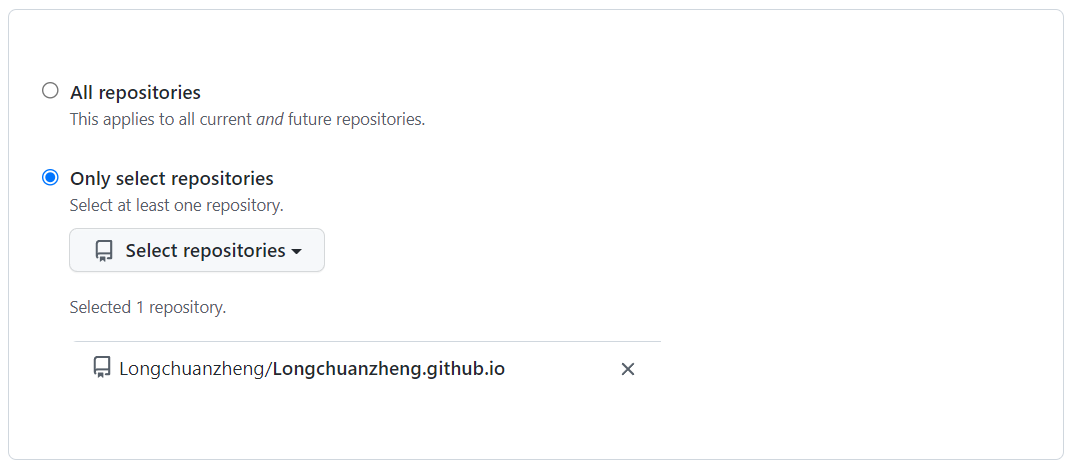 All repositories
This applies to all current and future repositories.
Only select repositories
Select at least one repository.
Select repositories
Selected 1 repository.
Longchuanzheng/Longchuanzheng.github.io